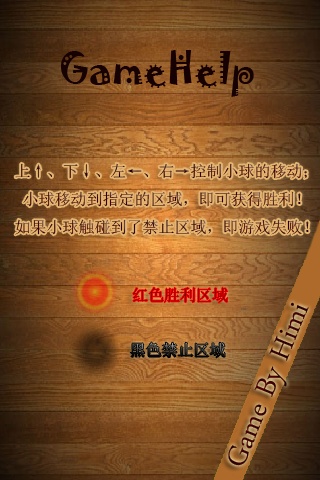 GameHelp
上↑、下↓、左←、右→控制小球的移动;
小球移动到指定的区域，即可获得胜利!
如果小球触碰到了禁止区域，即游戏失败!
红色胜利区域
黑色禁止区域
Game By Himi